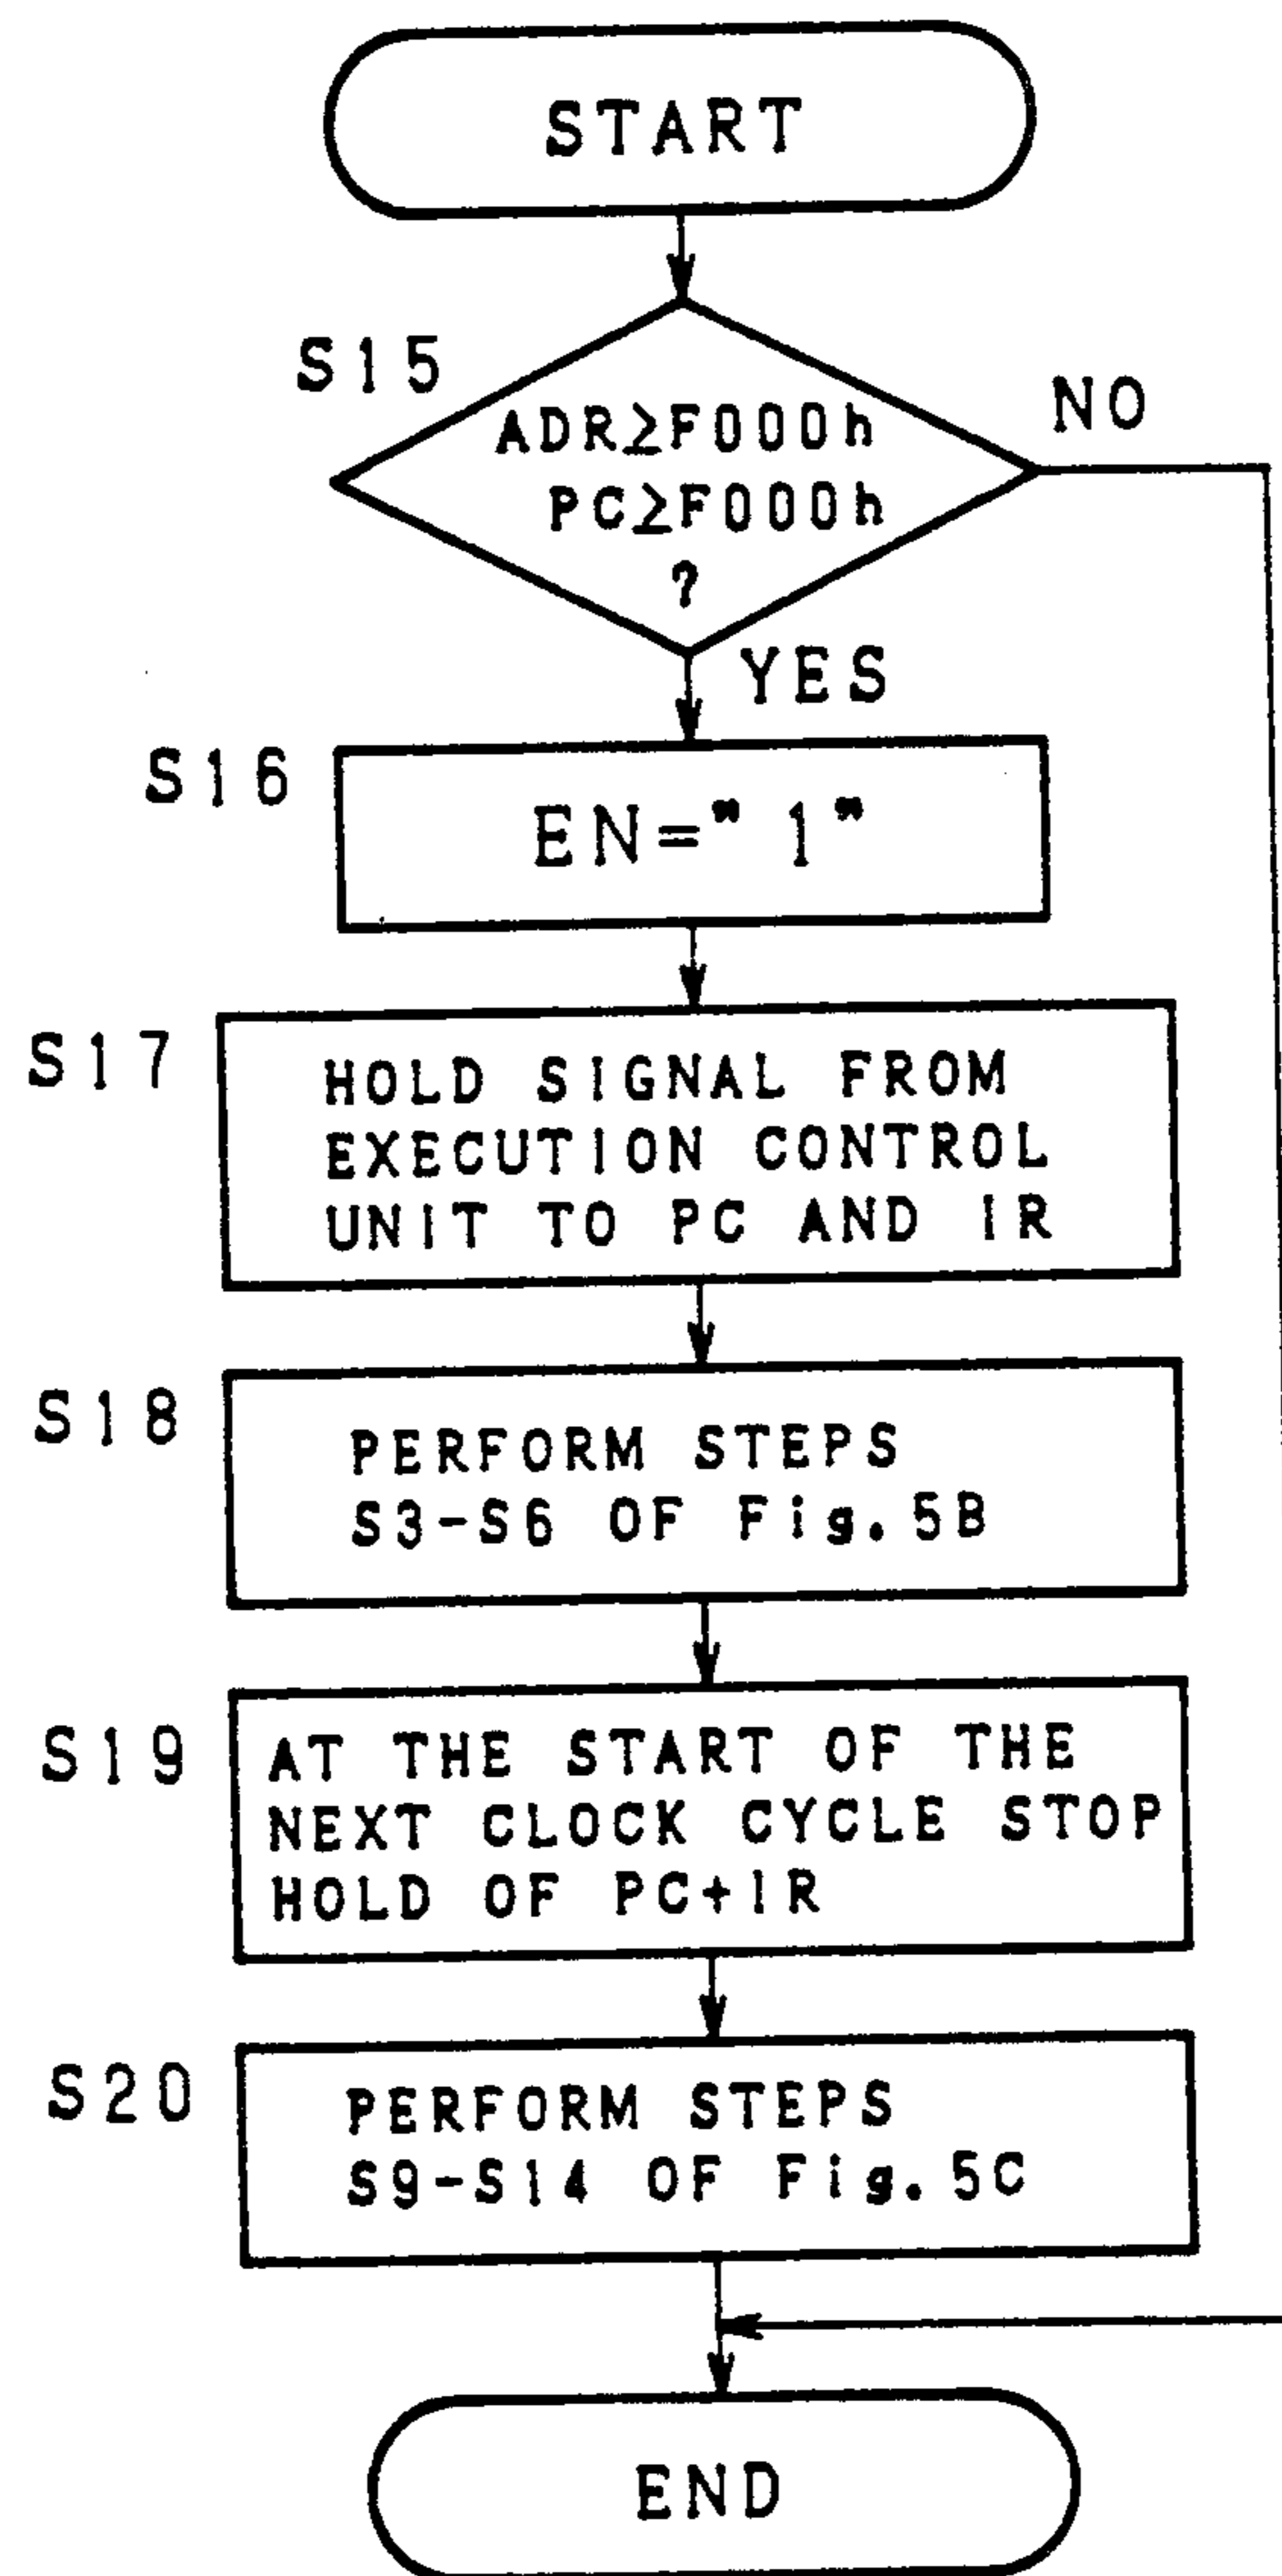 START
S15
ADR≥F000h
PC≥F000h
?
NO
YES
S16
EN="1"
S17
HOLD SIGNAL FROM
EXECUTION CONTROL
UNIT TO PC AND IR
S18
PERFORM STEPS
S3-S6 OF Fig.5B
S19
AT THE START OF THE
NEXT CLOCK CYCLE STOP
HOLD OF PC+IR
S20
PERFORM STEPS
S9-S14 OF Fig.5C
END